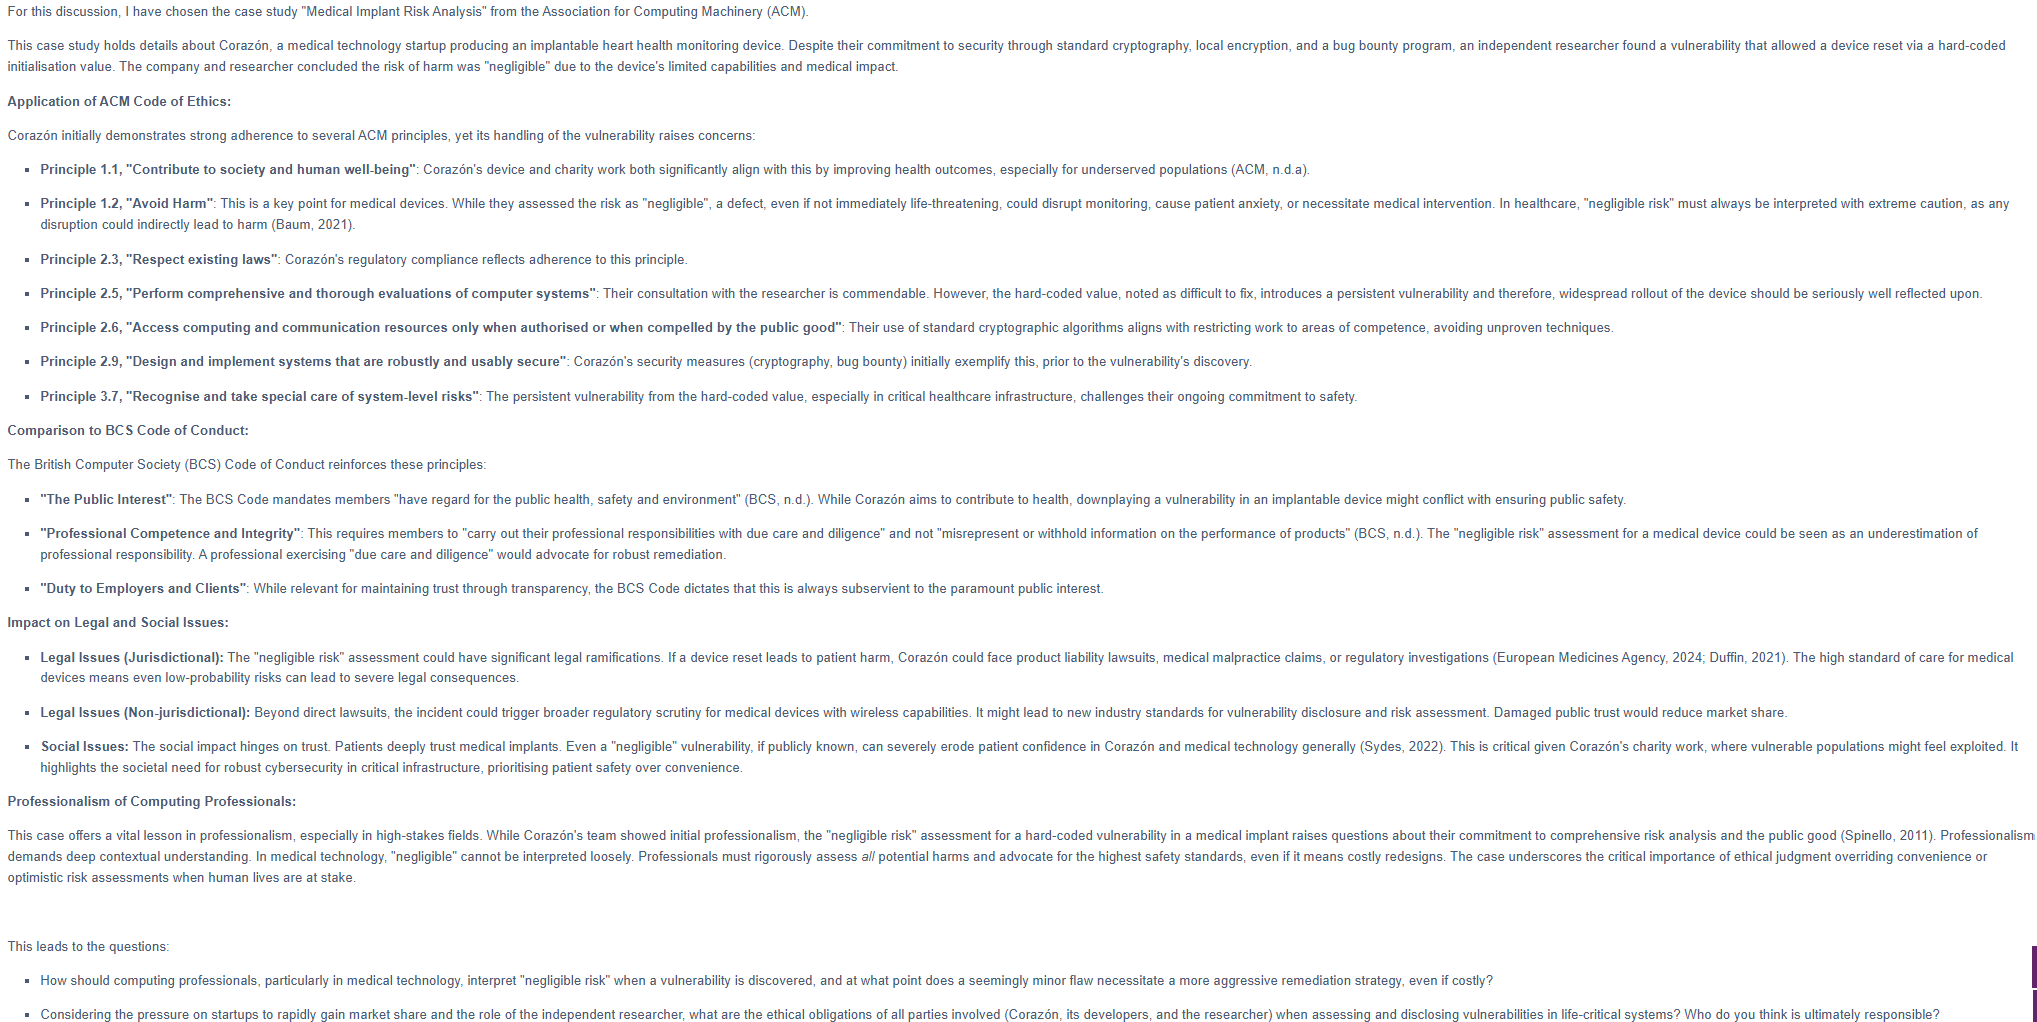 For this discussion, I have chosen the case study "Medical Implant Risk Analysis" from the Association for Computing Machinery (ACM).
This case study holds details about Corazón, a medical technology startup producing an implantable heart health monitoring device. Despite their commitment to security through standard cryptography, local encryption, and a bug bounty program, an independent researcher found a vulnerability that allowed a device reset via a hard-coded
initialisation value. The company and researcher concluded the risk of harm was "negligible" due to the device's limited capabilities and medical impact.
Application of ACM Code of Ethics:
Corazón initially demonstrates strong adherence to several ACM principles, yet its handling of the vulnerability raises concerns:
▪ Principle 1.1, "Contribute to society and human well-being": Corazón's device and charity work both significantly align with this by improving health outcomes, especially for underserved populations (ACM, n.d.a).
▪ Principle 1.2, "Avoid Harm": This is a key point for medical devices. While they assessed the risk as "negligible", a defect, even if not immediately life-threatening, could disrupt monitoring, cause patient anxiety, or necessitate medical intervention. In healthcare, "negligible risk" must always be interpreted with extreme caution, as any
disruption could indirectly lead to harm (Baum, 2021).
▪ Principle 2.3, "Respect existing laws": Corazón's regulatory compliance reflects adherence to this principle.
▪ Principle 2.5, "Perform comprehensive and thorough evaluations of computer systems": Their consultation with the researcher is commendable. However, the hard-coded value, noted as difficult to fix, introduces a persistent vulnerability and therefore, widespread rollout of the device should be seriously well reflected upon.
▪ Principle 2.6, "Access computing and communication resources only when authorised or when compelled by the public good": Their use of standard cryptographic algorithms aligns with restricting work to areas of competence, avoiding unproven techniques.
▪ Principle 2.9, "Design and implement systems that are robustly and usably secure": Corazón's security measures (cryptography, bug bounty) initially exemplify this, prior to the vulnerability's discovery.
▪ Principle 3.7, "Recognise and take special care of system-level risks": The persistent vulnerability from the hard-coded value, especially in critical healthcare infrastructure, challenges their ongoing commitment to safety.
Comparison to BCS Code of Conduct:
The British Computer Society (BCS) Code of Conduct reinforces these principles:
▪ "The Public Interest": The BCS Code mandates members "have regard for the public health, safety and environment" (BCS, n.d.). While Corazón aims to contribute to health, downplaying a vulnerability in an implantable device might conflict with ensuring public safety.
▪ "Professional Competence and Integrity": This requires members to "carry out their professional responsibilities with due care and diligence" and not "misrepresent or withhold information on the performance of products" (BCS, n.d.). The "negligible risk" assessment for a medical device could be seen as an underestimation of
professional responsibility. A professional exercising "due care and diligence" would advocate for robust remediation.
▪ "Duty to Employers and Clients": While relevant for maintaining trust through transparency, the BCS Code dictates that this is always subservient to the paramount public interest.
Impact on Legal and Social Issues:
▪ Legal Issues (Jurisdictional): The "negligible risk" assessment could have significant legal ramifications. If a device reset leads to patient harm, Corazón could face product liability lawsuits, medical malpractice claims, or regulatory investigations (European Medicines Agency, 2024; Duffin, 2021). The high standard of care for medical
devices means even low-probability risks can lead to severe legal consequences.
▪ Legal Issues (Non-jurisdictional): Beyond direct lawsuits, the incident could trigger broader regulatory scrutiny for medical devices with wireless capabilities. It might lead to new industry standards for vulnerability disclosure and risk assessment. Damaged public trust would reduce market share.
▪ Social Issues: The social impact hinges on trust. Patients deeply trust medical implants. Even a "negligible" vulnerability, if publicly known, can severely erode patient confidence in Corazón and medical technology generally (Sydes, 2022). This is critical given Corazón's charity work, where vulnerable populations might feel exploited. It
highlights the societal need for robust cybersecurity in critical infrastructure, prioritising patient safety over convenience.
Professionalism of Computing Professionals:
This case offers a vital lesson in professionalism, especially in high-stakes fields. While Corazón's team showed initial professionalism, the "negligible risk" assessment for a hard-coded vulnerability in a medical implant raises questions about their commitment to comprehensive risk analysis and the public good (Spinello, 2011). Professionalism
demands deep contextual understanding. In medical technology, "negligible" cannot be interpreted loosely. Professionals must rigorously assess all potential harms and advocate for the highest safety standards, even if it means costly redesigns. The case underscores the critical importance of ethical judgment overriding convenience or
optimistic risk assessments when human lives are at stake.
This leads to the questions:
▪ How should computing professionals, particularly in medical technology, interpret "negligible risk" when a vulnerability is discovered, and at what point does a seemingly minor flaw necessitate a more aggressive remediation strategy, even if costly?
▪ Considering the pressure on startups to rapidly gain market share and the role of the independent researcher, what are the ethical obligations of all parties involved (Corazón, its developers, and the researcher) when assessing and disclosing vulnerabilities in life-critical systems? Who do you think is ultimately responsible?